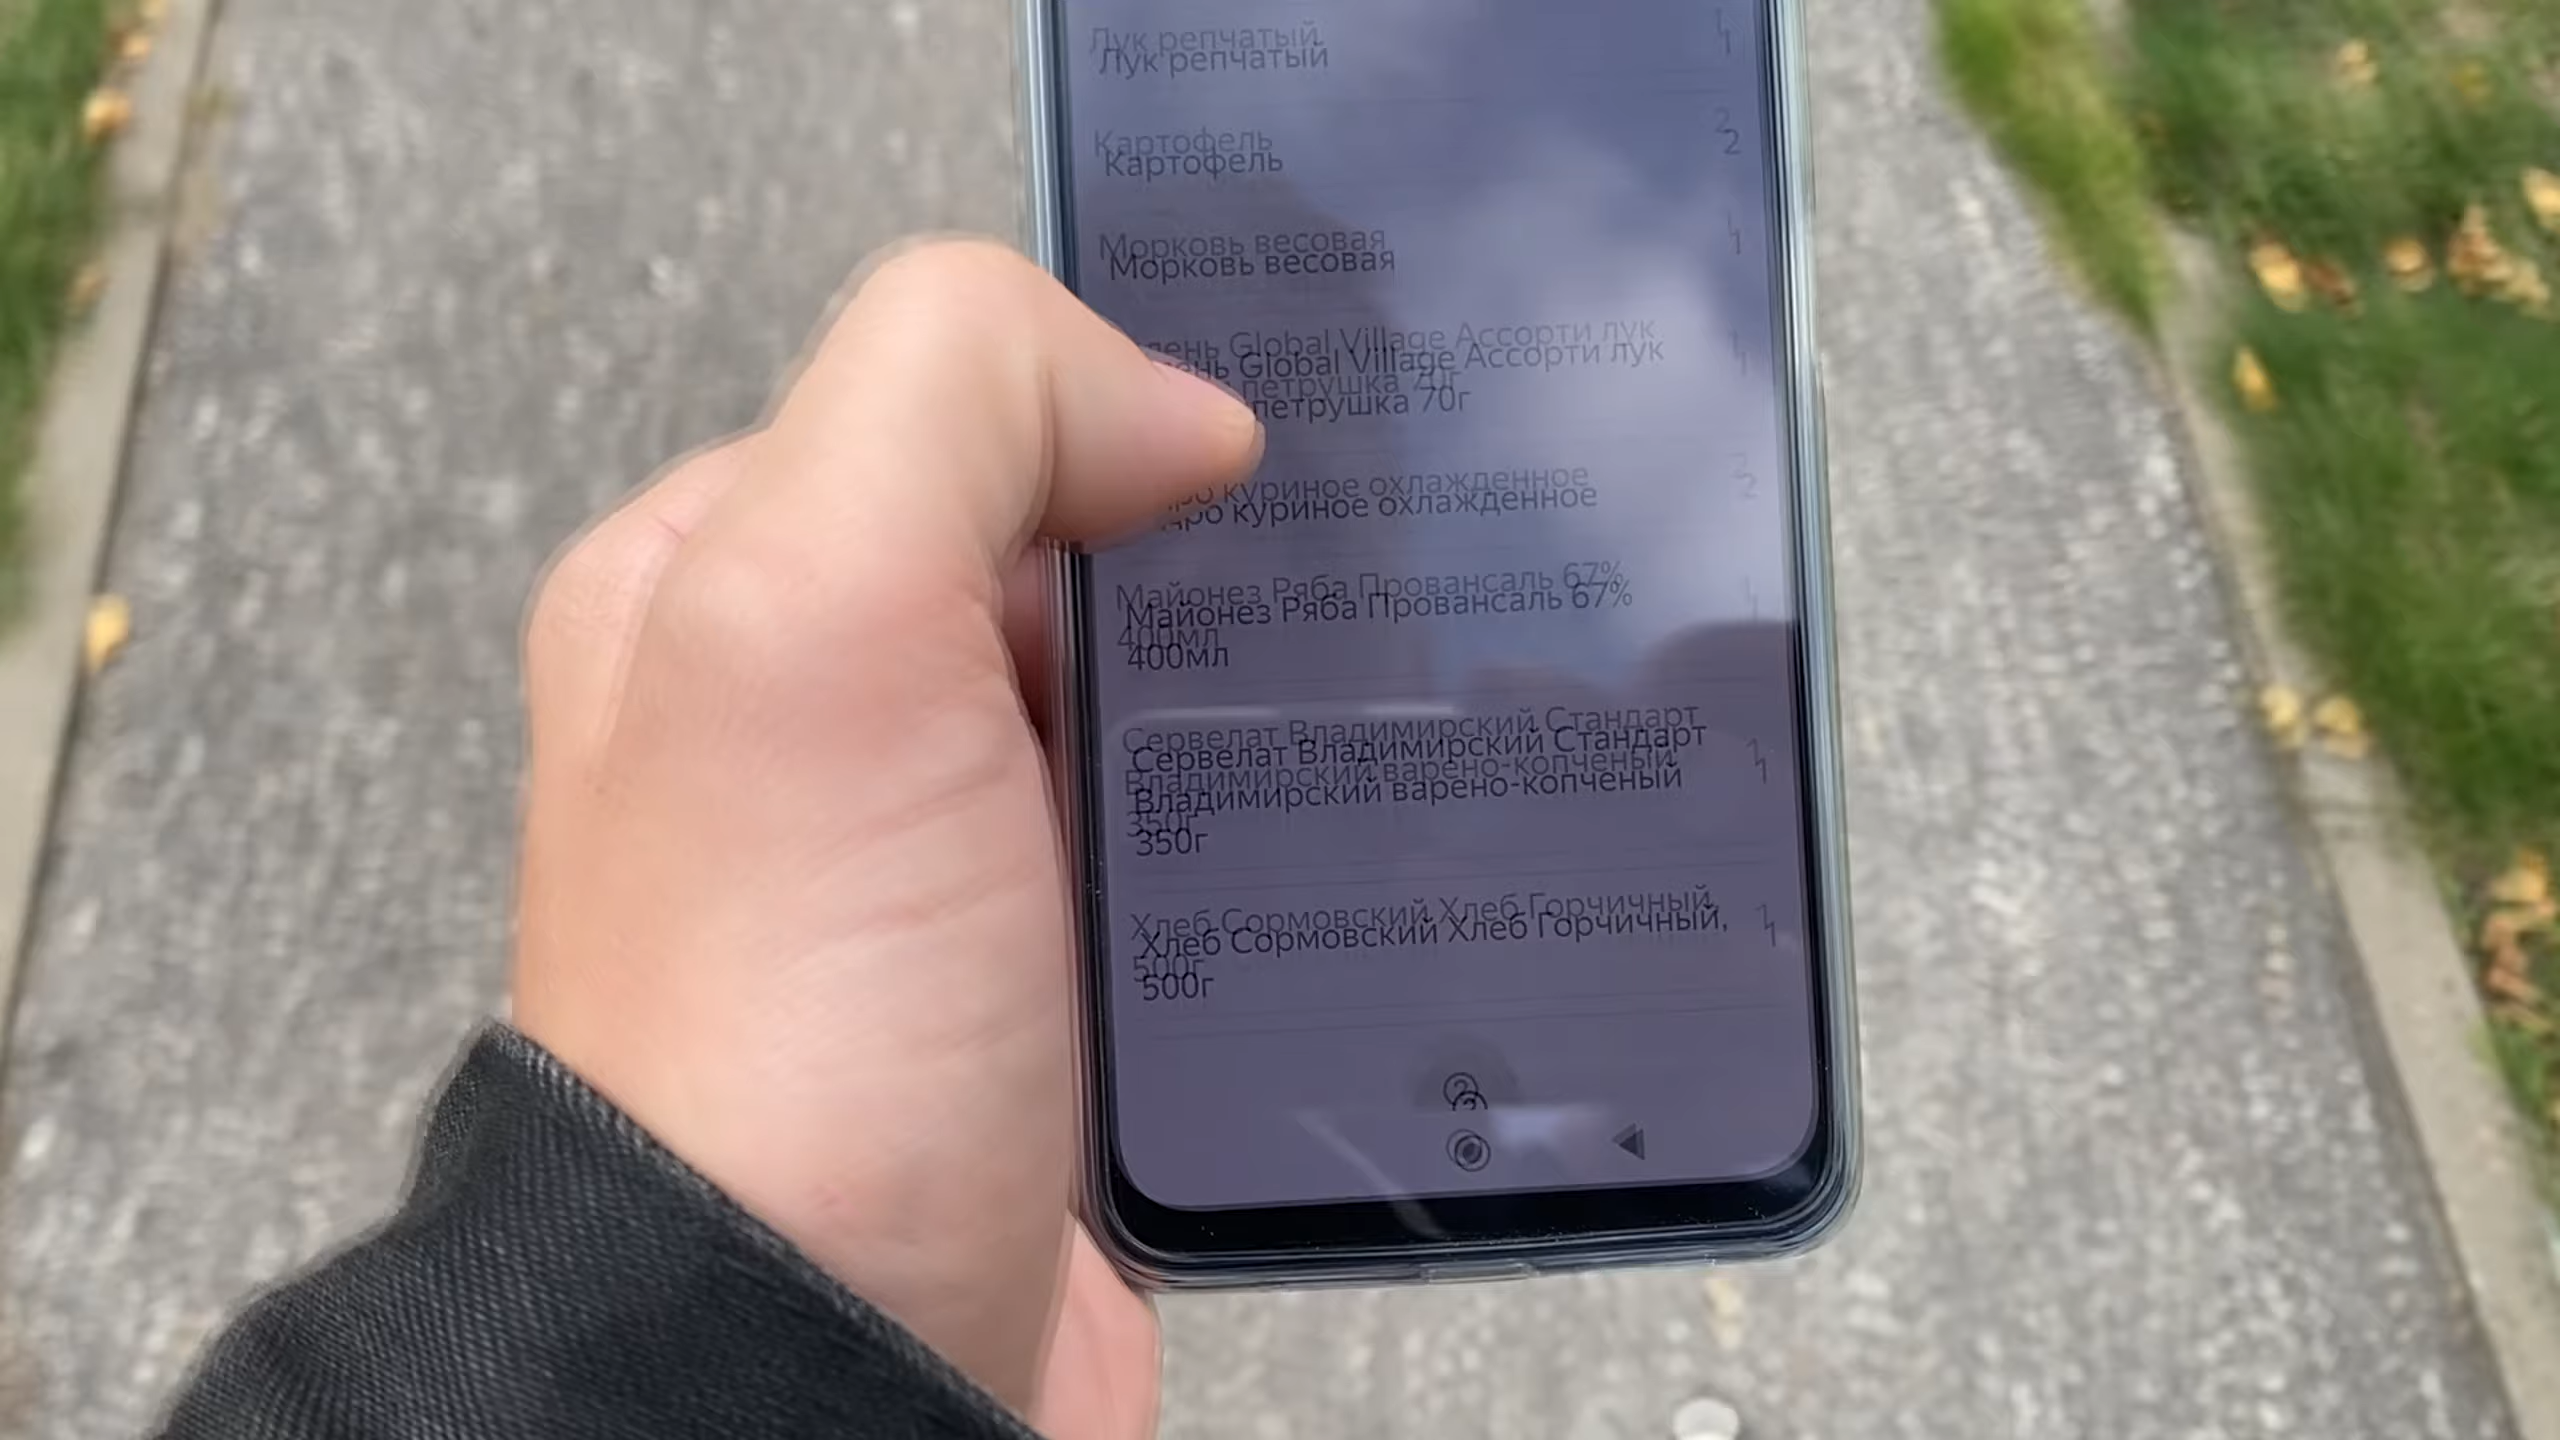 Лук репчатый 1
Картофель 2
Морковь весовая 1
Global Village Ассорти лук 1
петрушка 70г
куриное охлажденное 2
Майонез Ряба Провансаль 67% 1
400мл
Сервелат Владимирский Стандарт 1
Владимирский варено-копченый
350г
Хлеб Сормовский Хлеб Горчичный, 1
500г